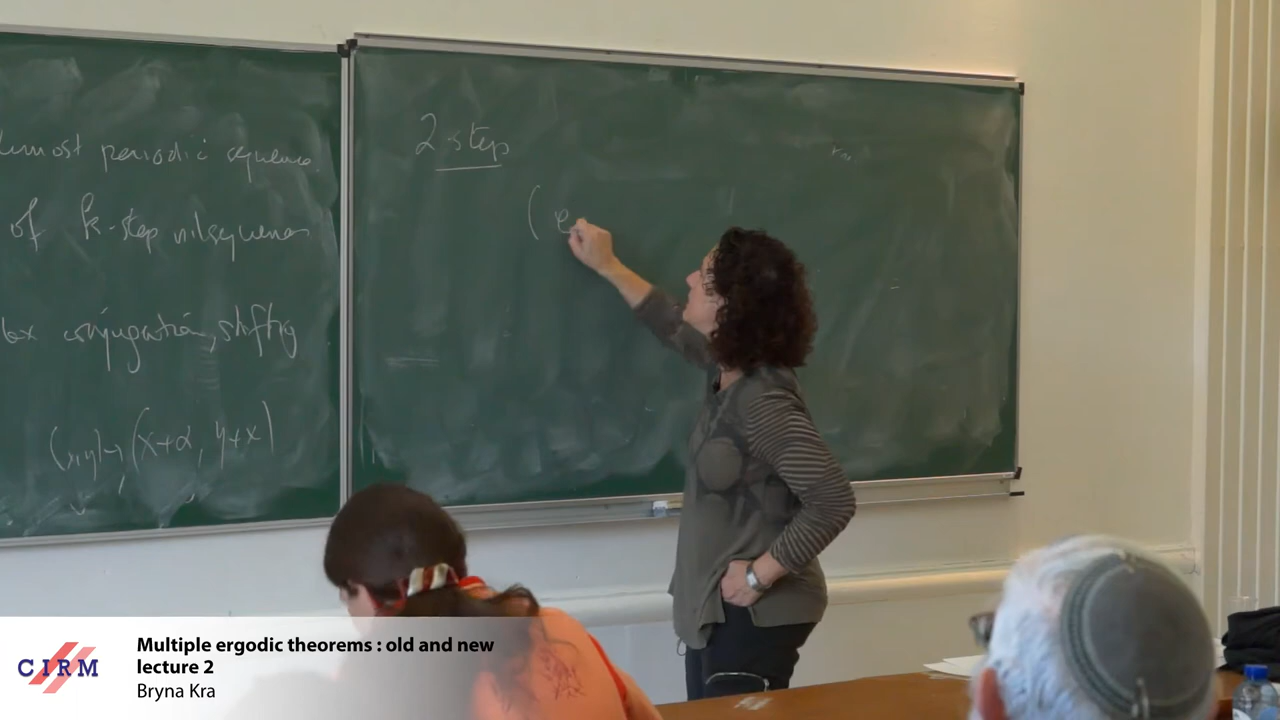 almost periodic sequence
of k-step nilsequences
conjugation, shifting
(x,y) ↦ (x+α, y+x)
2-step
(e
CIRM
Multiple ergodic theorems : old and new
lecture 2
Bryna Kra